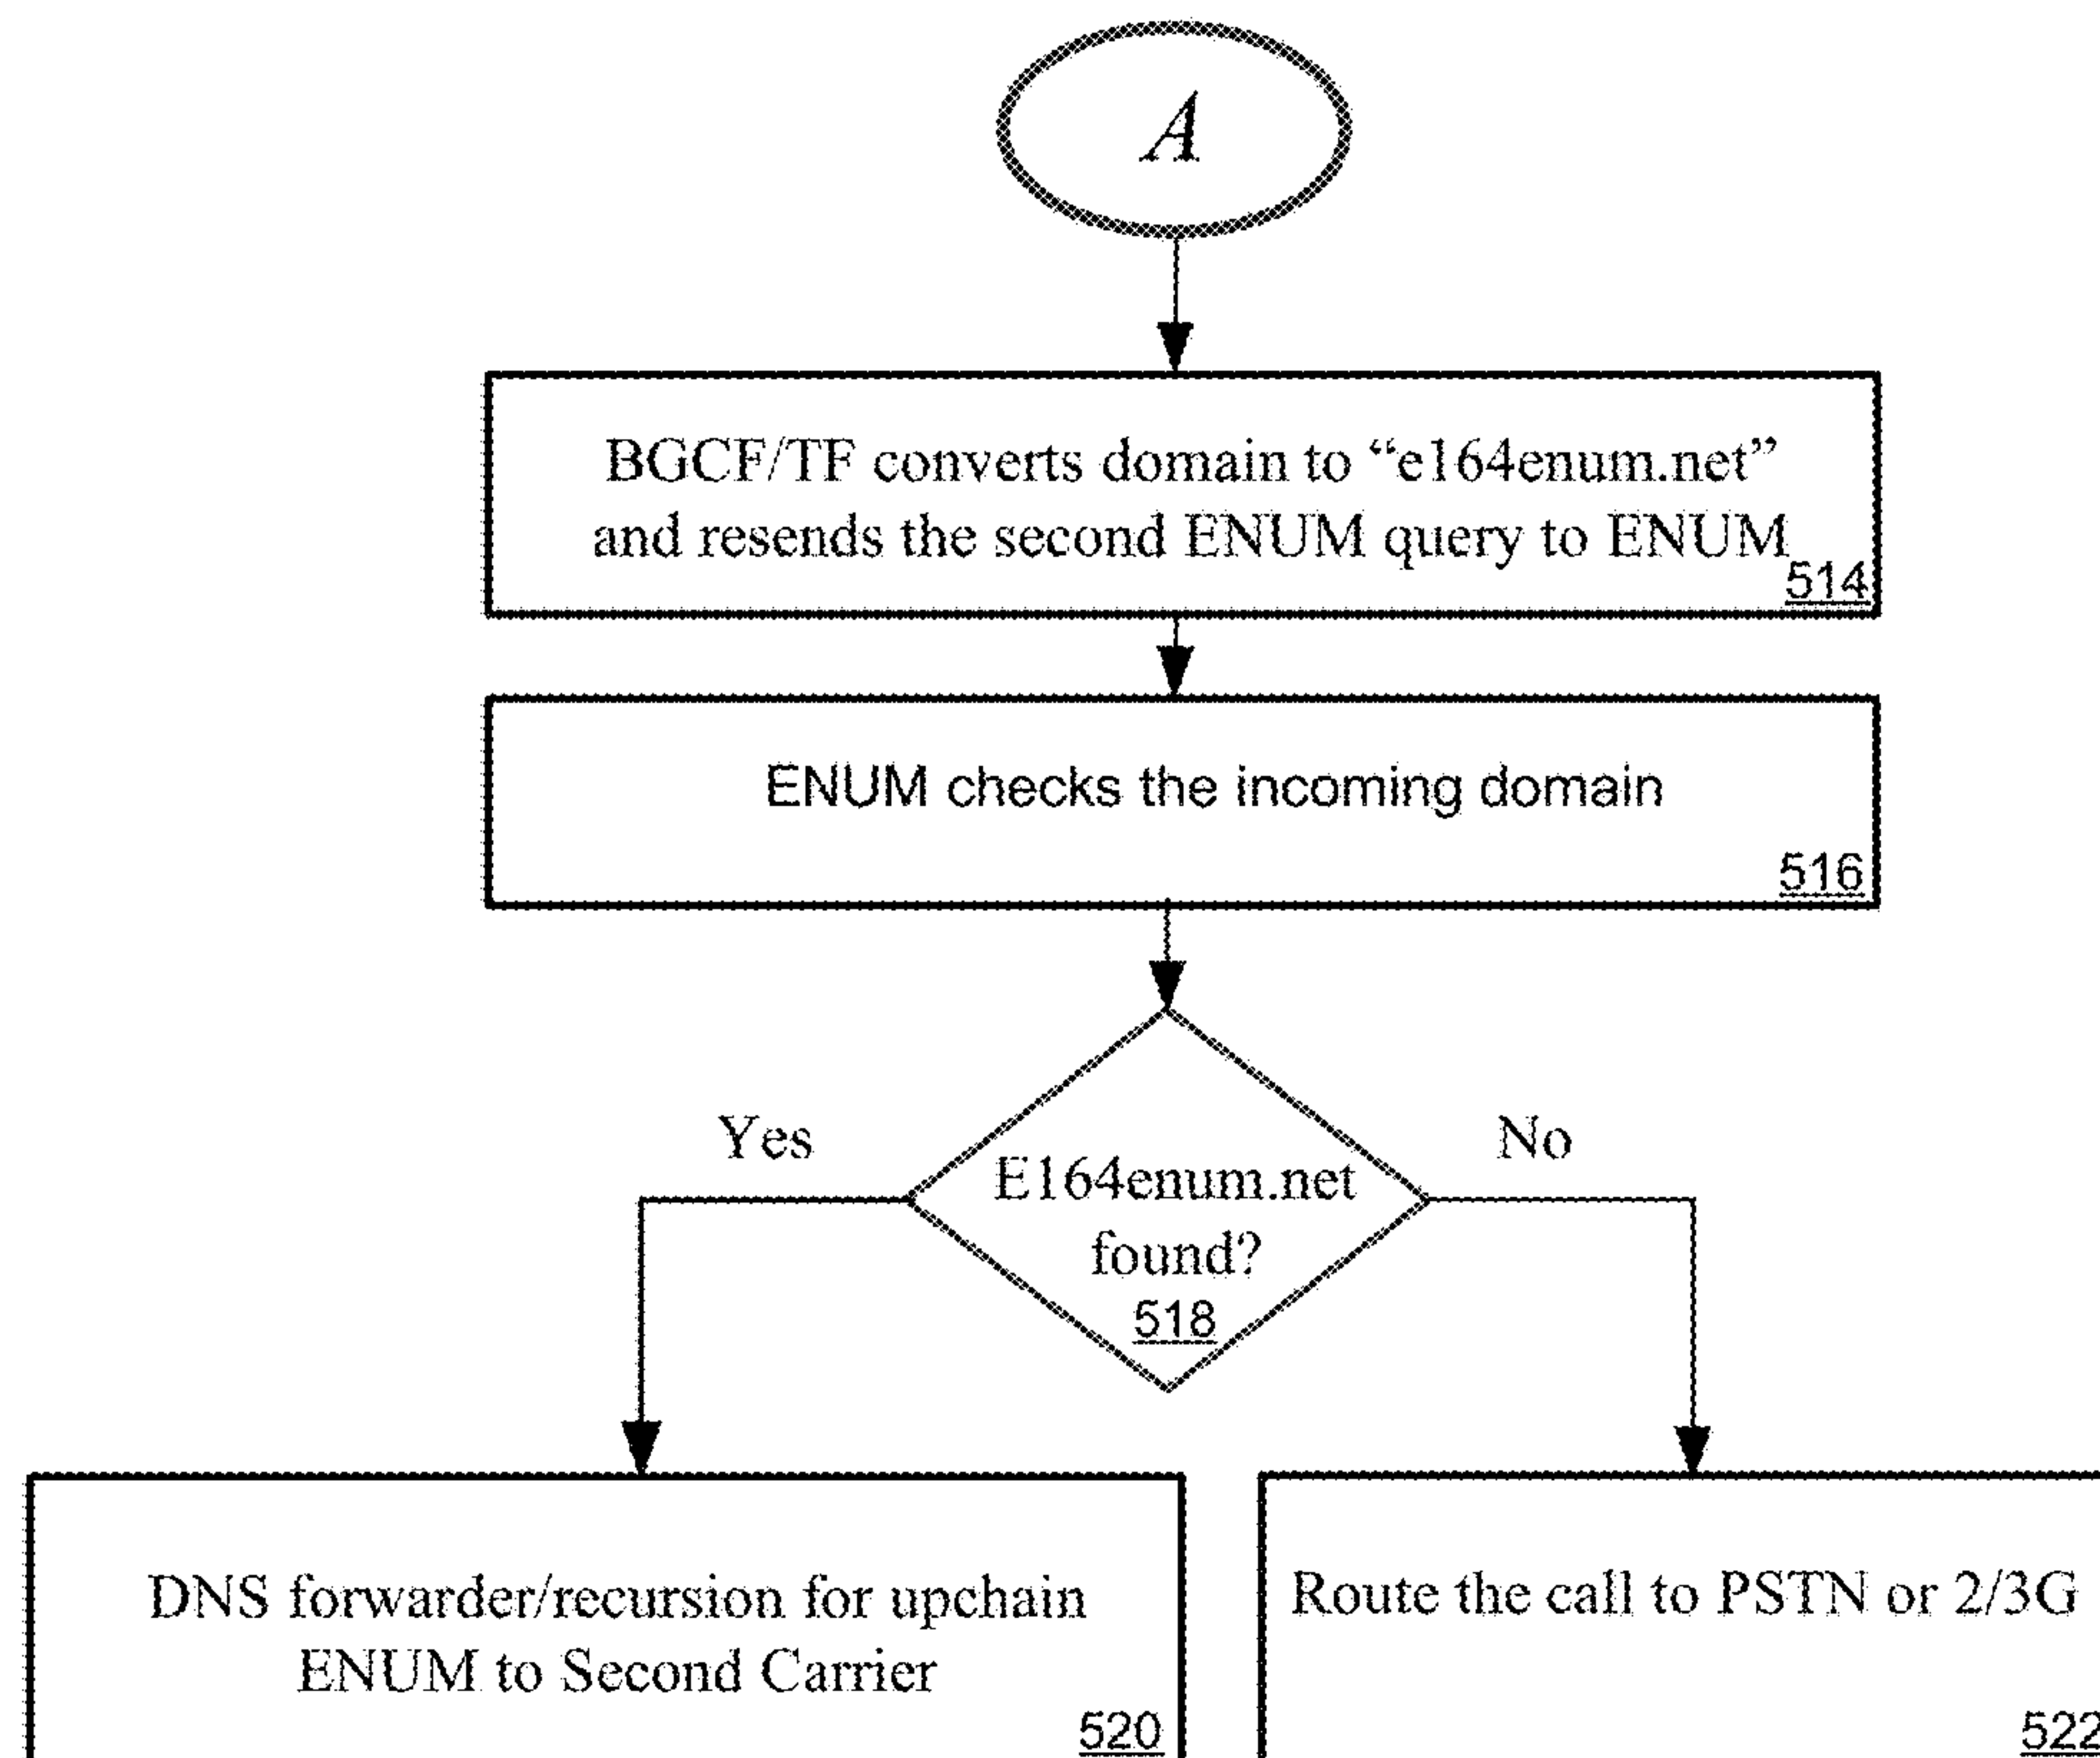 A
BGCF/TF converts domain to “e164enum.net”
and resends the second ENUM query to ENUM
514
ENUM checks the incoming domain
516
Yes
No
E164enum.net
found?
518
DNS forwarder/recursion for upchain
ENUM to Second Carrier
520
Route the call to PSTN or 2/3G
522